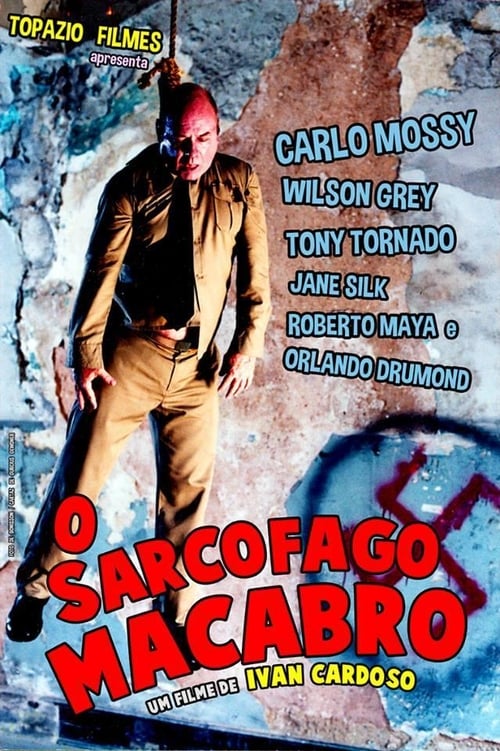 TOPAZIO FILMES
apresenta
CARLO MOSSY
WILSON GREY
TONY TORNADO
JANE SILK
ROBERTO MAYA e
ORLANDO DRUMOND
O
SARCOFAGO
MACABRO
UM FILME DE IVAN CARDOSO